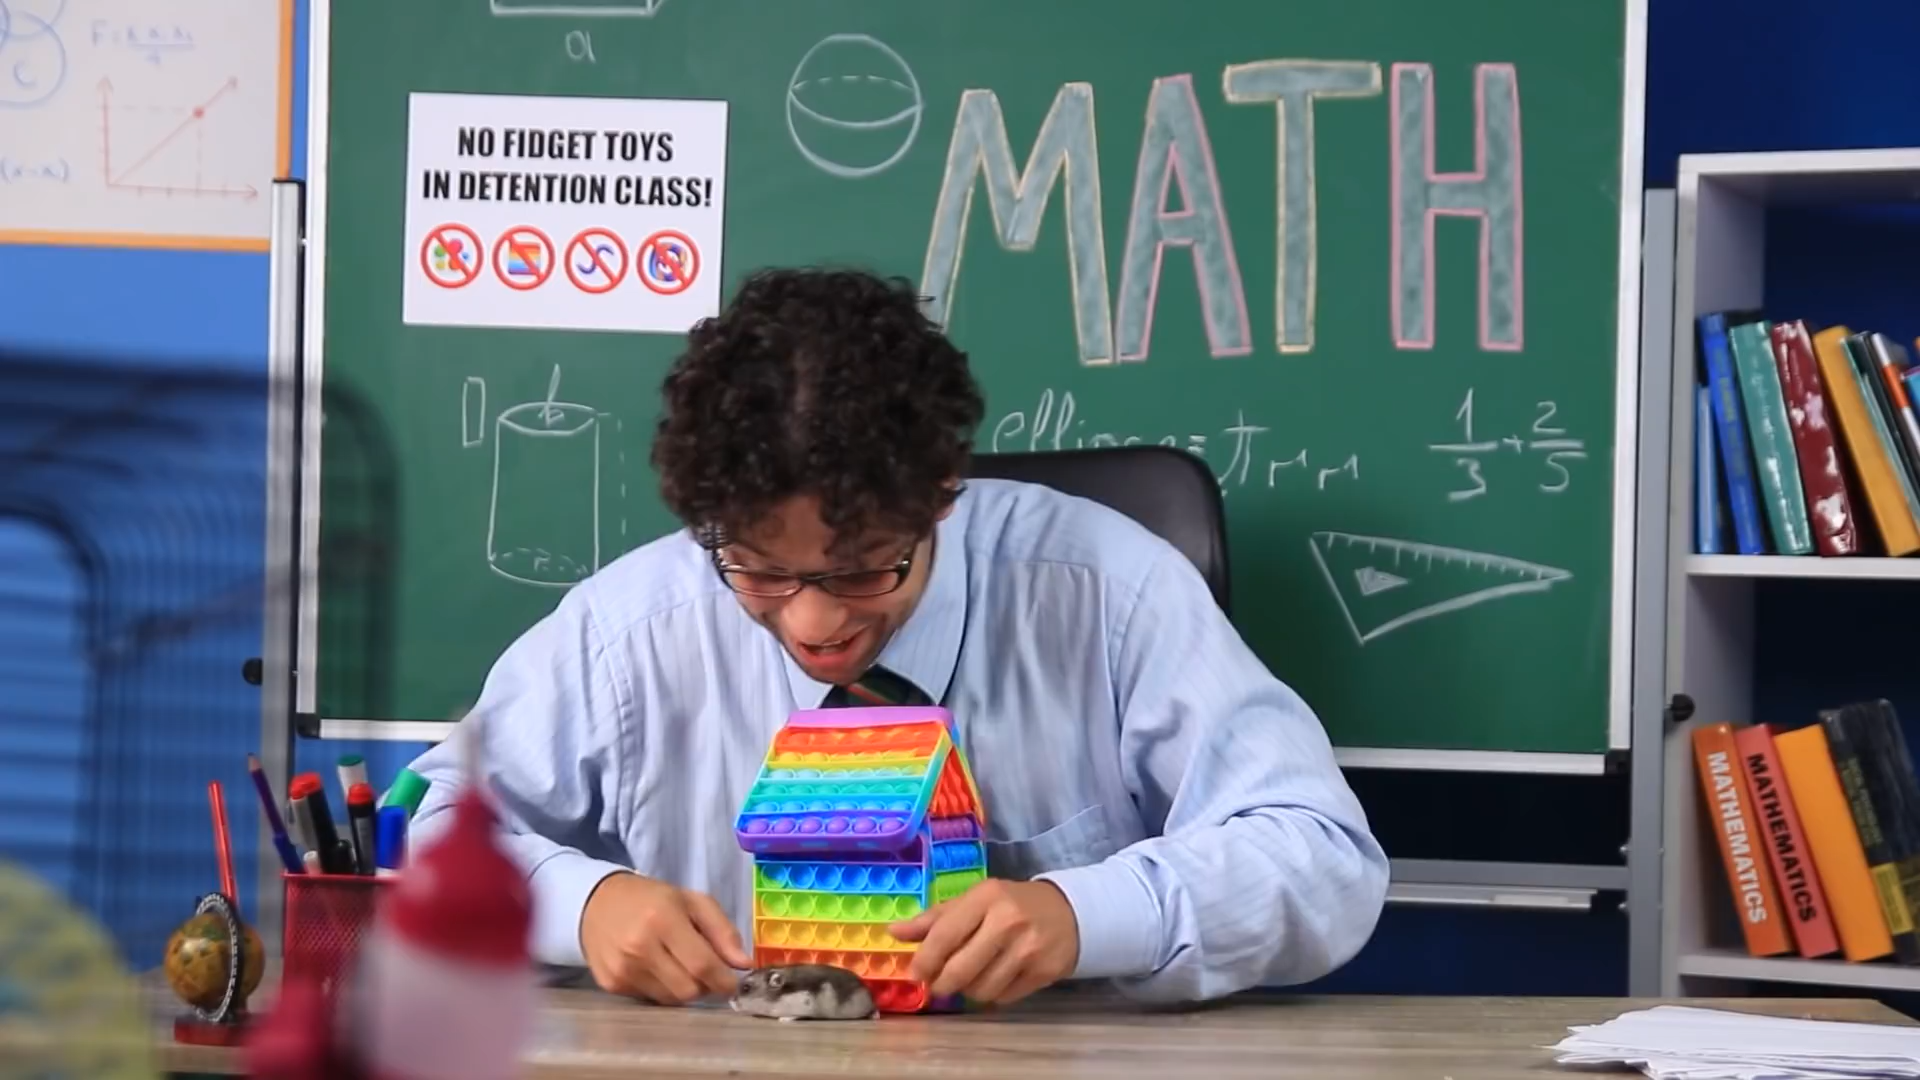 a
NO FIDGET TOYS
IN DETENTION CLASS!
MATH
b
= π r r
1/3 + 2/5
MATHEMATICS
MATHEMATICS
C